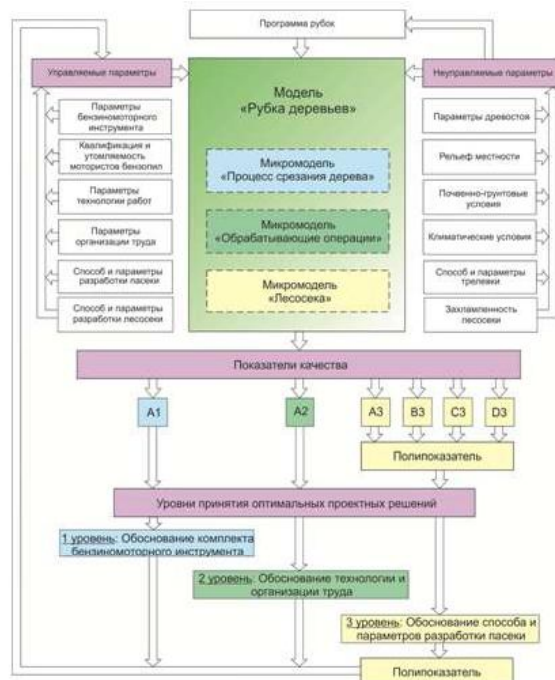 Программа рубок
Управляемые параметры
Неуправляемые параметры
Модель
«Рубка деревьев»
Параметры
бензиномоторного
инструмента
Квалификация и
утомляемость
мотористов бензопил
Параметры
технологии работ
Параметры
организации труда
Способ и параметры
разработки пасеки
Способ и параметры
разработки лесосеки
Микромодель
«Процесс срезания дерева»
Микромодель
«Обрабатывающие операции»
Микромодель
«Лесосека»
Параметры древостоя
Рельеф местности
Почвенно-грунтовые
условия
Климатические условия
Способ и параметры
трелевки
Захламленность
лесосеки
Показатели качества
A1
A2
A3
B3
C3
D3
Полипоказатель
Уровни принятия оптимальных проектных решений
1 уровень: Обоснование комплекта
бензиномоторного инструмента
2 уровень: Обоснование технологии и
организации труда
3 уровень: Обоснование способа и
параметров разработки пасеки
Полипоказатель